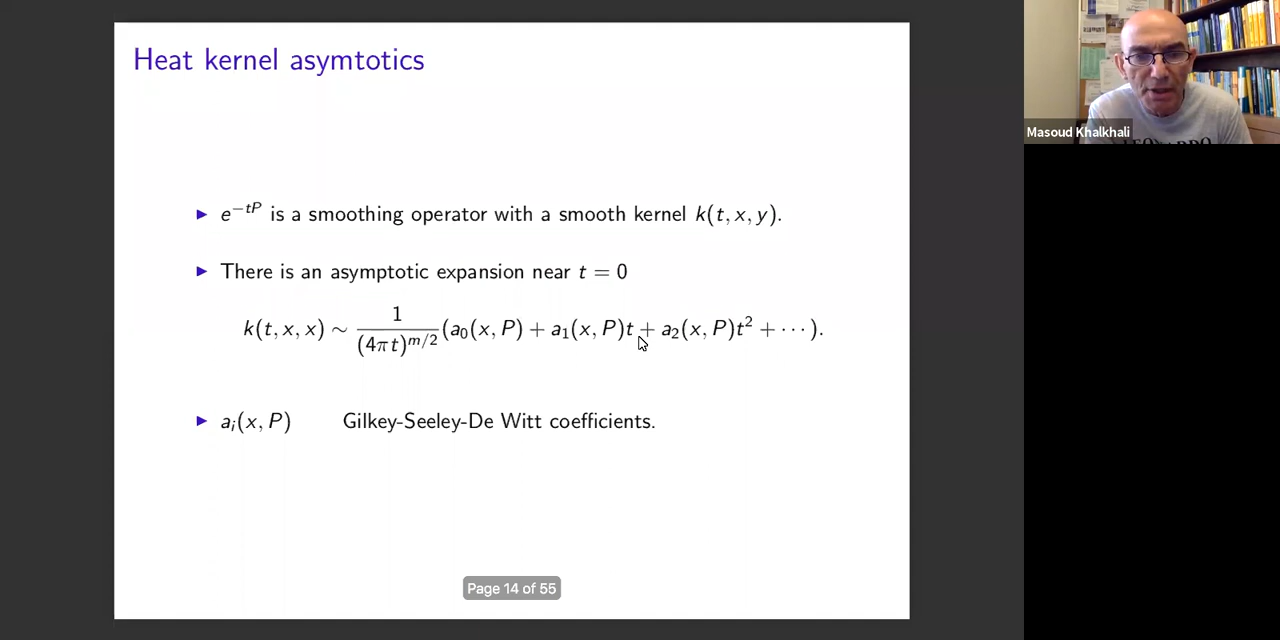 Heat kernel asymtotics
▶ e^{-tP} is a smoothing operator with a smooth kernel k(t, x, y).
▶ There is an asymptotic expansion near t = 0
k(t, x, x) ∼ \frac{1}{(4πt)^{m/2}} (a_0(x, P) + a_1(x, P)t + a_2(x, P)t^2 + ···).
▶ a_i(x, P) Gilkey-Seeley-De Witt coefficients.
Page 14 of 55
Masoud Khalkhali